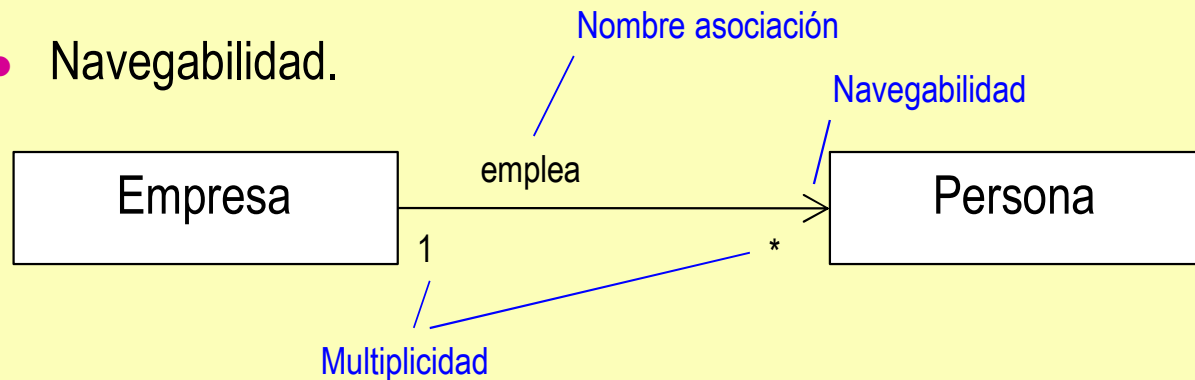 Nombre asociación
Navegabilidad.
Navegabilidad
emplea
Empresa
Persona
1
*
Multiplicidad